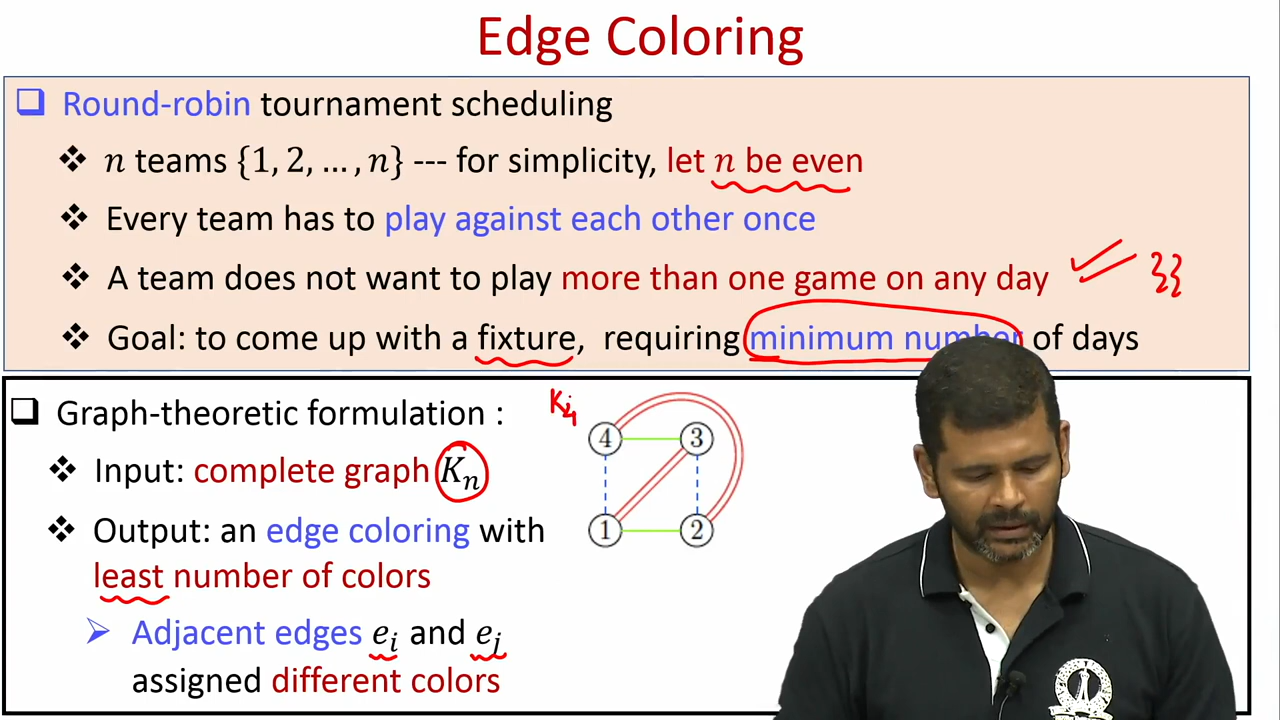 Edge Coloring
❑ Round-robin tournament scheduling
❖ n teams {1, 2, … , n} --- for simplicity, let n be even
❖ Every team has to play against each other once
❖ A team does not want to play more than one game on any day
❖ Goal: to come up with a fixture, requiring minimum number of days
❑ Graph-theoretic formulation :
❖ Input: complete graph Kₙ
❖ Output: an edge coloring with
least number of colors
➢ Adjacent edges eᵢ and eⱼ
assigned different colors
K₄
4 3
1 2